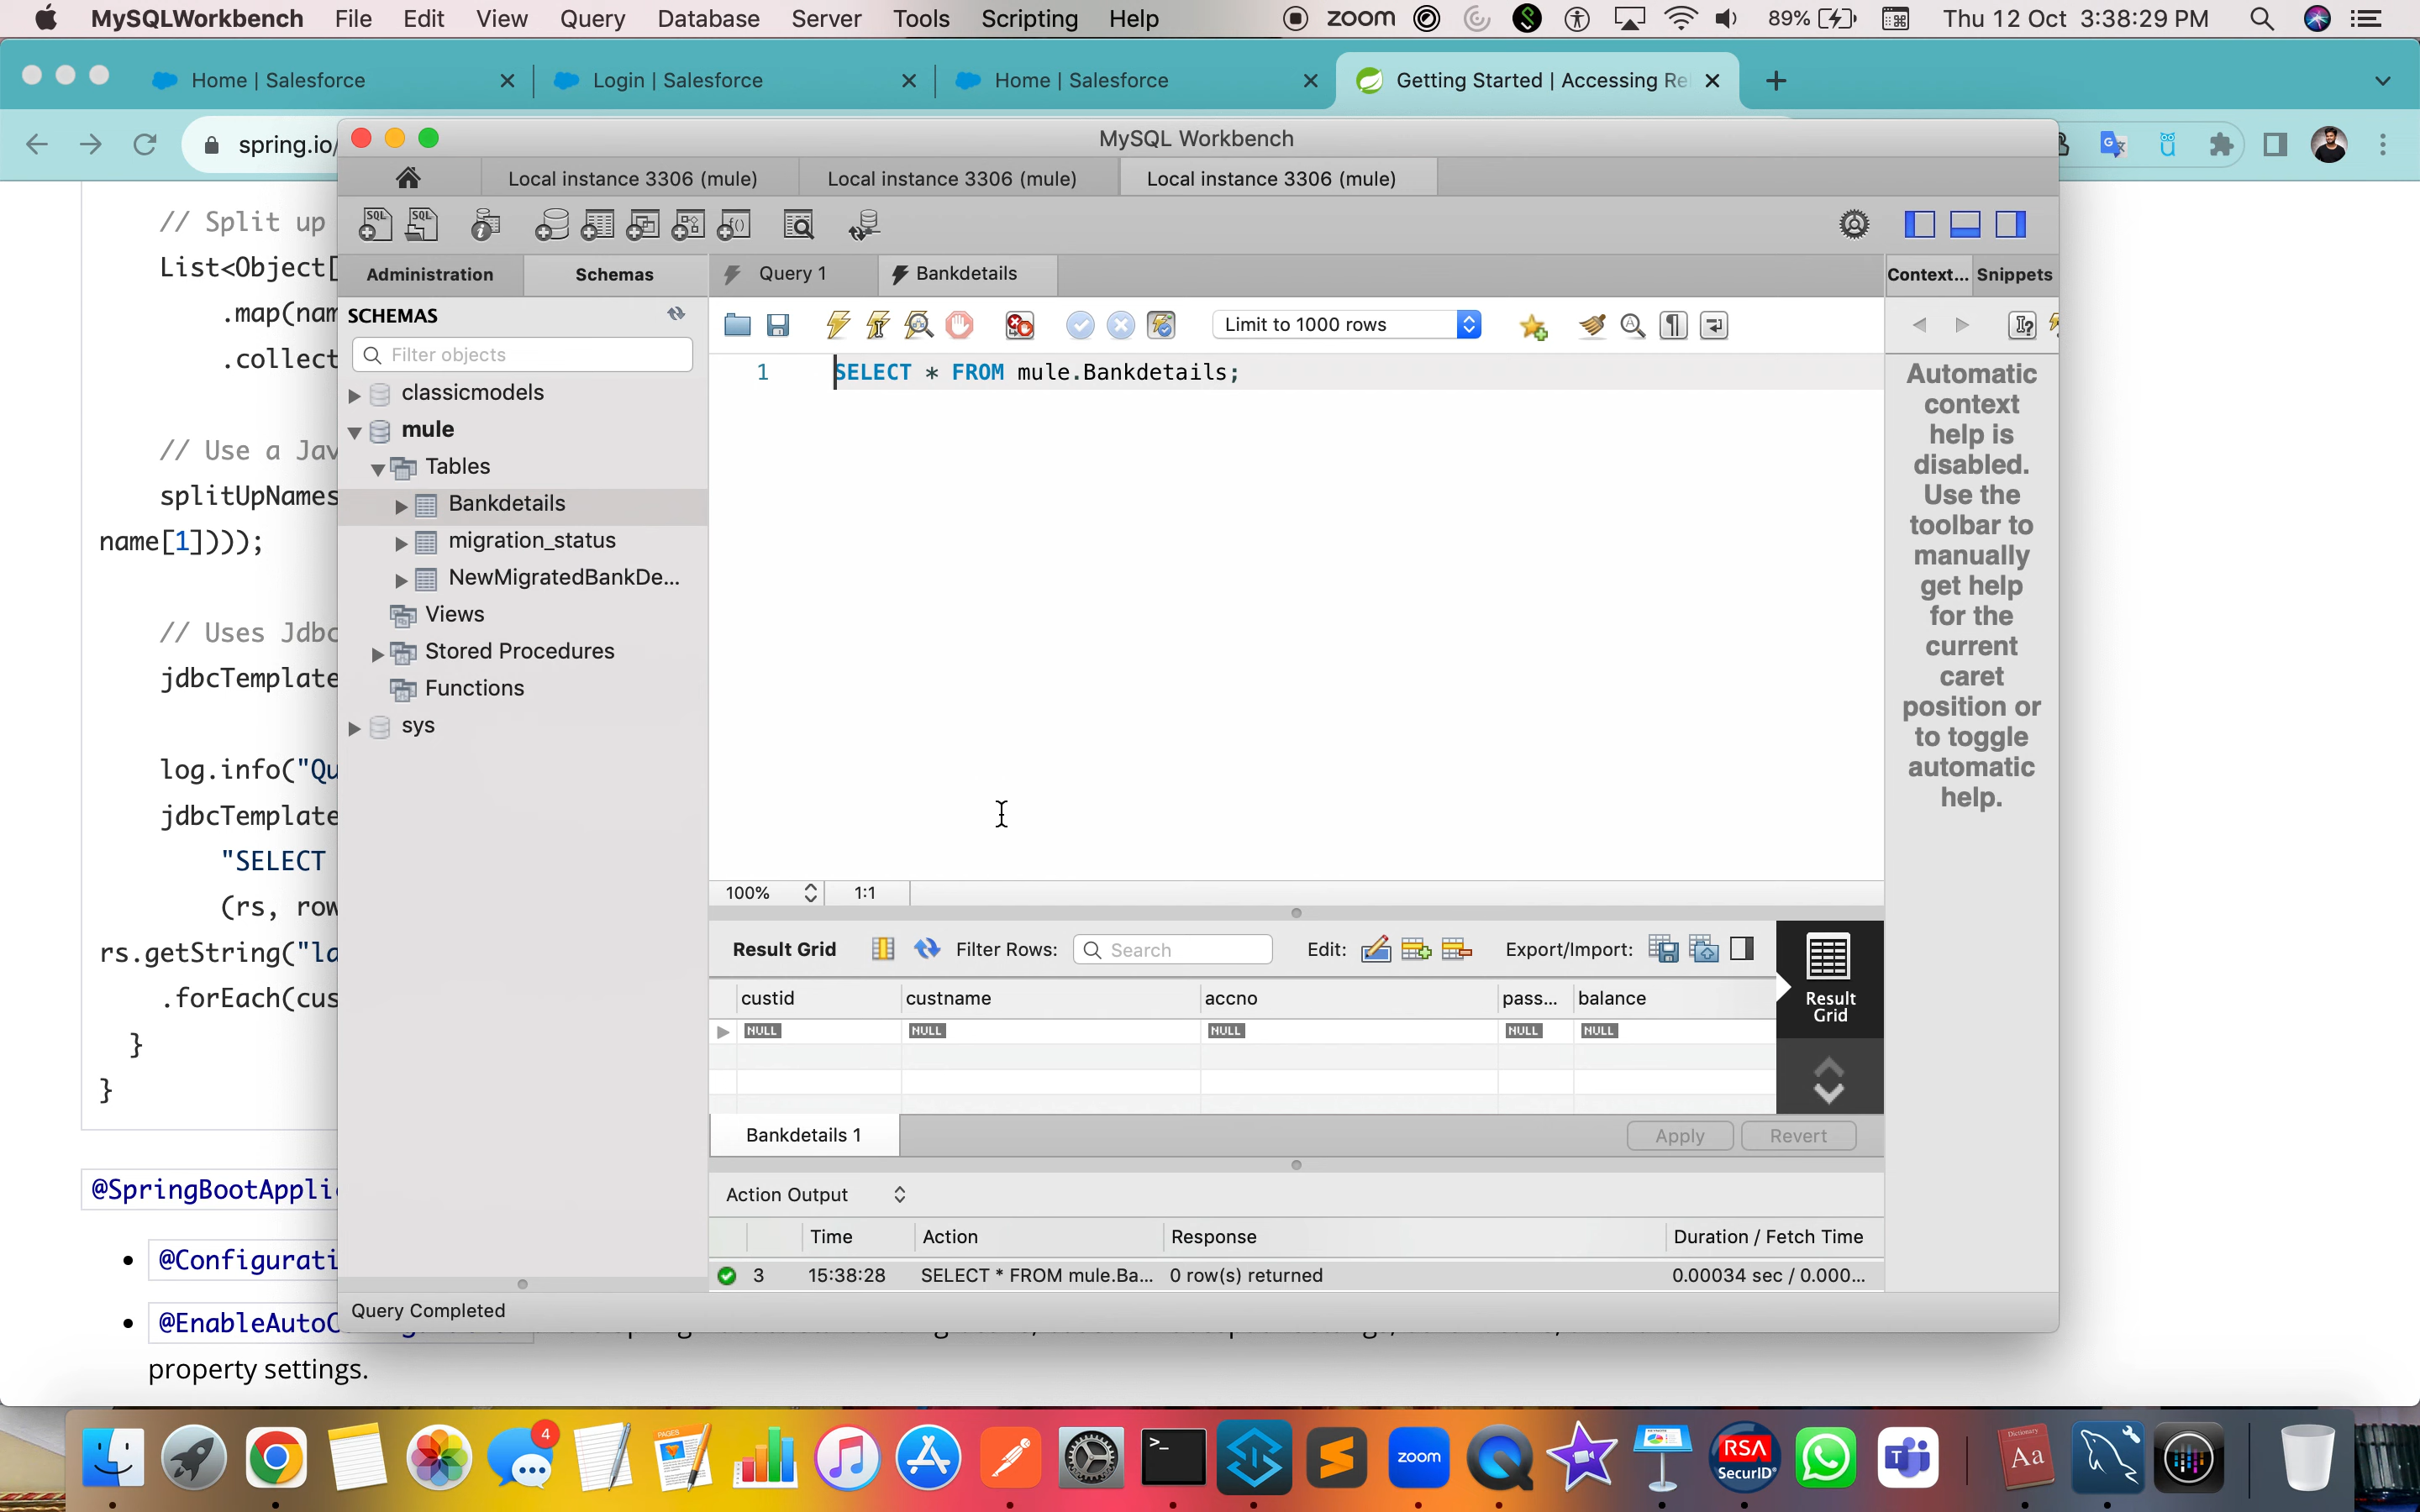 MySQLWorkbench File Edit View Query Database Server Tools Scripting Help
zoom 89% Thu 12 Oct 3:38:29 PM
Home | Salesforce
Login | Salesforce
Home | Salesforce
Getting Started | Accessing Re
spring.io/
MySQL Workbench
Local instance 3306 (mule)
Local instance 3306 (mule)
Local instance 3306 (mule)
Administration
Schemas
Query 1
Bankdetails
Context...
Snippets
SCHEMAS
Filter objects
classicmodels
mule
Tables
Bankdetails
migration_status
NewMigratedBankDe...
Views
Stored Procedures
Functions
sys
Limit to 1000 rows
1 SELECT * FROM mule.Bankdetails;
Automatic
context
help is
disabled.
Use the
toolbar to
manually
get help
for the
current
caret
position or
to toggle
automatic
help.
// Split up
List<Object[
.map(nam
.collect
// Use a Jav
splitUpNames
name[1])));
// Uses Jdbc
jdbcTemplate
log.info("Qu
jdbcTemplate
"SELECT
(rs, row
rs.getString("la
.forEach(cus
}
}
@SpringBootAppli
@Configurati
@EnableAutoC
property settings.
100% 1:1
Result Grid Filter Rows: Search Edit: Export/Import:
custid custname accno pass... balance
NULL NULL NULL NULL NULL
Result
Grid
Bankdetails 1
Apply Revert
Action Output
Time Action Response Duration / Fetch Time
3 15:38:28 SELECT * FROM mule.Ba... 0 row(s) returned 0.00034 sec / 0.000...
Query Completed
4
PAGES
zoom
RSA
SecurID
Dictionary
Aa